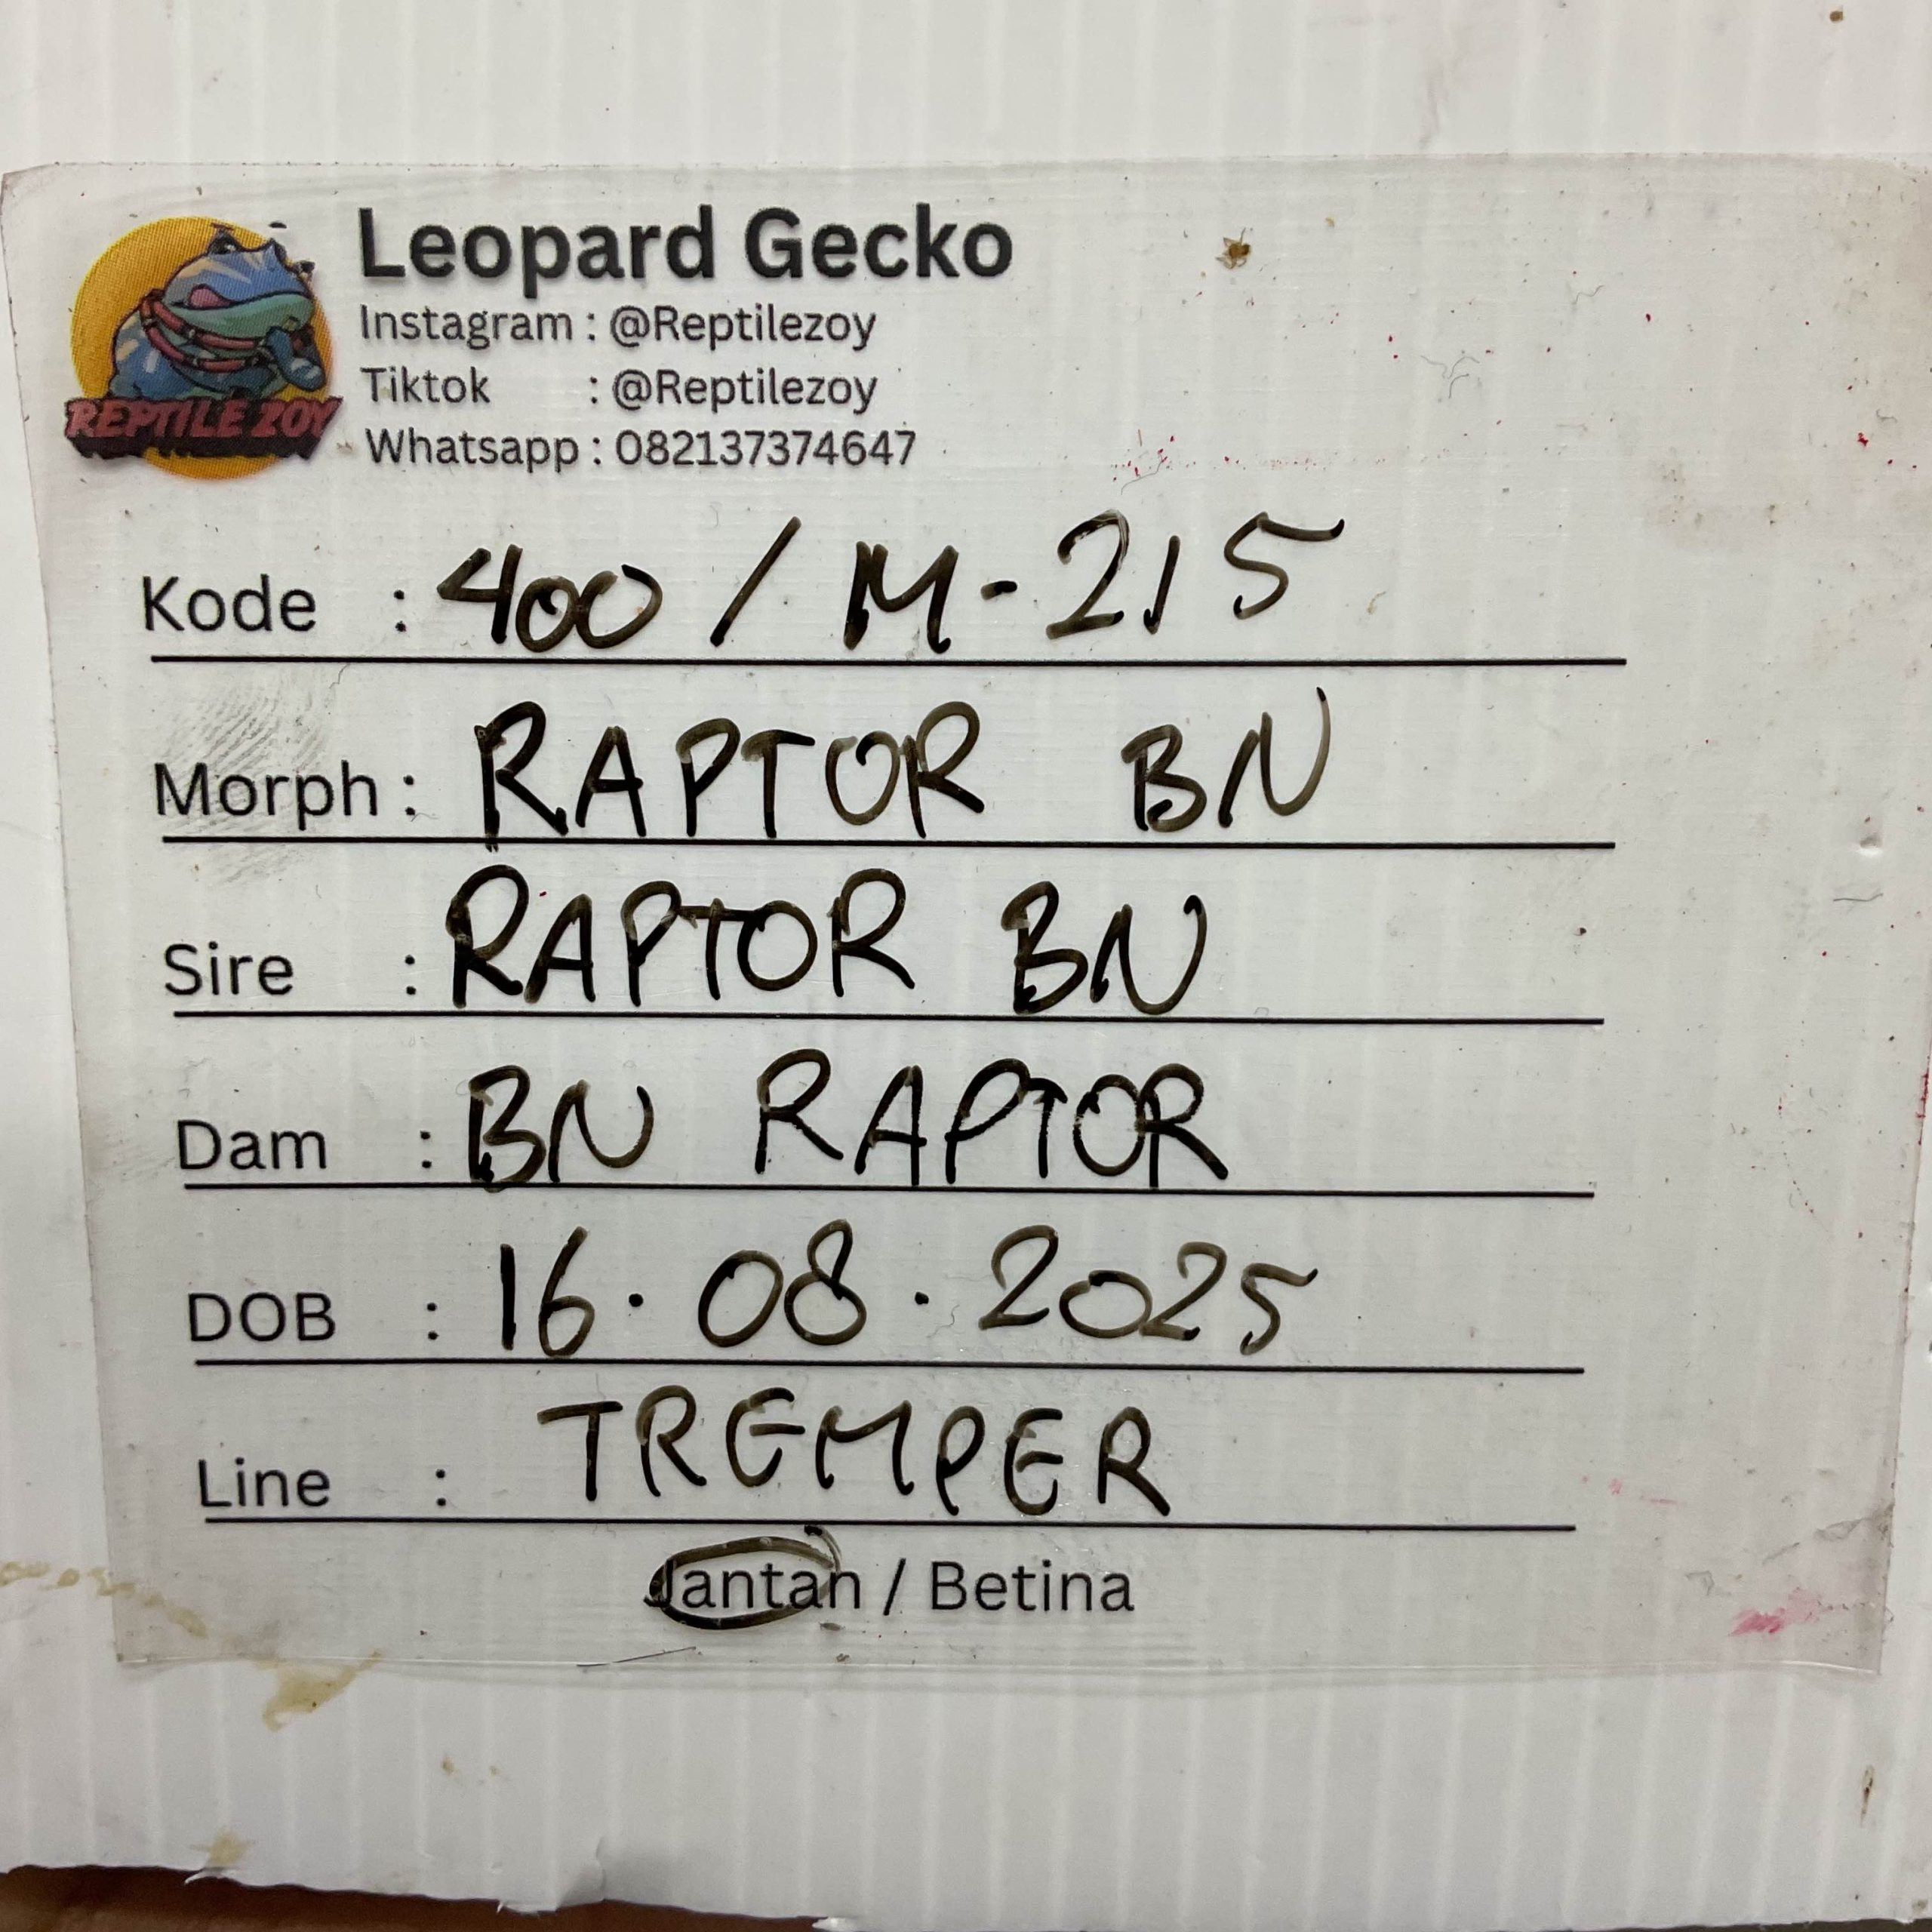 Leopard Gecko
Instagram : @Reptilezoy
Tiktok : @Reptilezoy
Whatsapp : 082137374647
REPTILE ZOY
Kode : 400 / M-215
Morph : RAPTOR BN
Sire : RAPTOR BN
Dam : BN RAPTOR
DOB : 16.08.2025
Line : TREMPER
Jantan / Betina